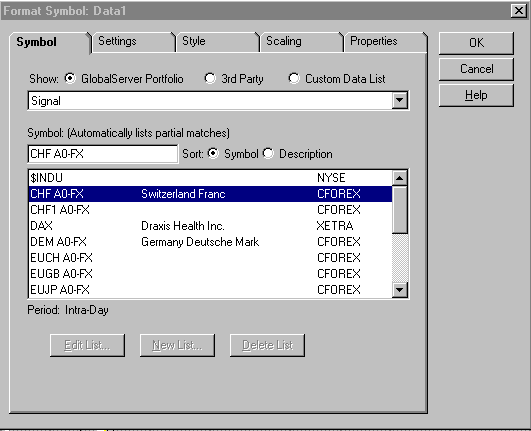 Format Symbol: Data1
Symbol Settings Style Scaling Properties
OK
Cancel
Help
Show: GlobalServer Portfolio 3rd Party Custom Data List
Signal
Symbol: (Automatically lists partial matches)
CHF A0-FX Sort: Symbol Description
$INDU NYSE
CHF A0-FX Switzerland Franc CFOREX
CHF1 A0-FX CFOREX
DAX Draxis Health Inc. XETRA
DEM A0-FX Germany Deutsche Mark CFOREX
EUCH A0-FX CFOREX
EUGB A0-FX CFOREX
EUJP A0-FX CFOREX
Period: Intra-Day
Edit List... New List... Delete List